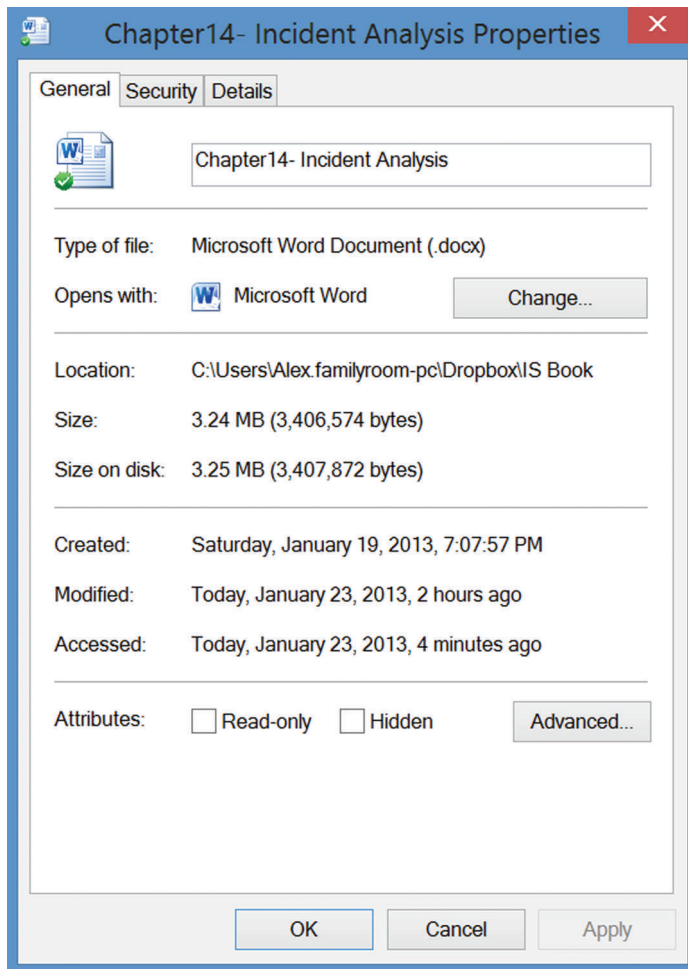 Chapter14- Incident Analysis Properties
General Security Details
W
Chapter14- Incident Analysis
Type of file: Microsoft Word Document (.docx)
Opens with: W Microsoft Word Change...
Location: C:\Users\Alex.familyroom-pc\Dropbox\IS Book
Size: 3.24 MB (3,406,574 bytes)
Size on disk: 3.25 MB (3,407,872 bytes)
Created: Saturday, January 19, 2013, 7:07:57 PM
Modified: Today, January 23, 2013, 2 hours ago
Accessed: Today, January 23, 2013, 4 minutes ago
Attributes: Read-only Hidden Advanced...
OK Cancel Apply